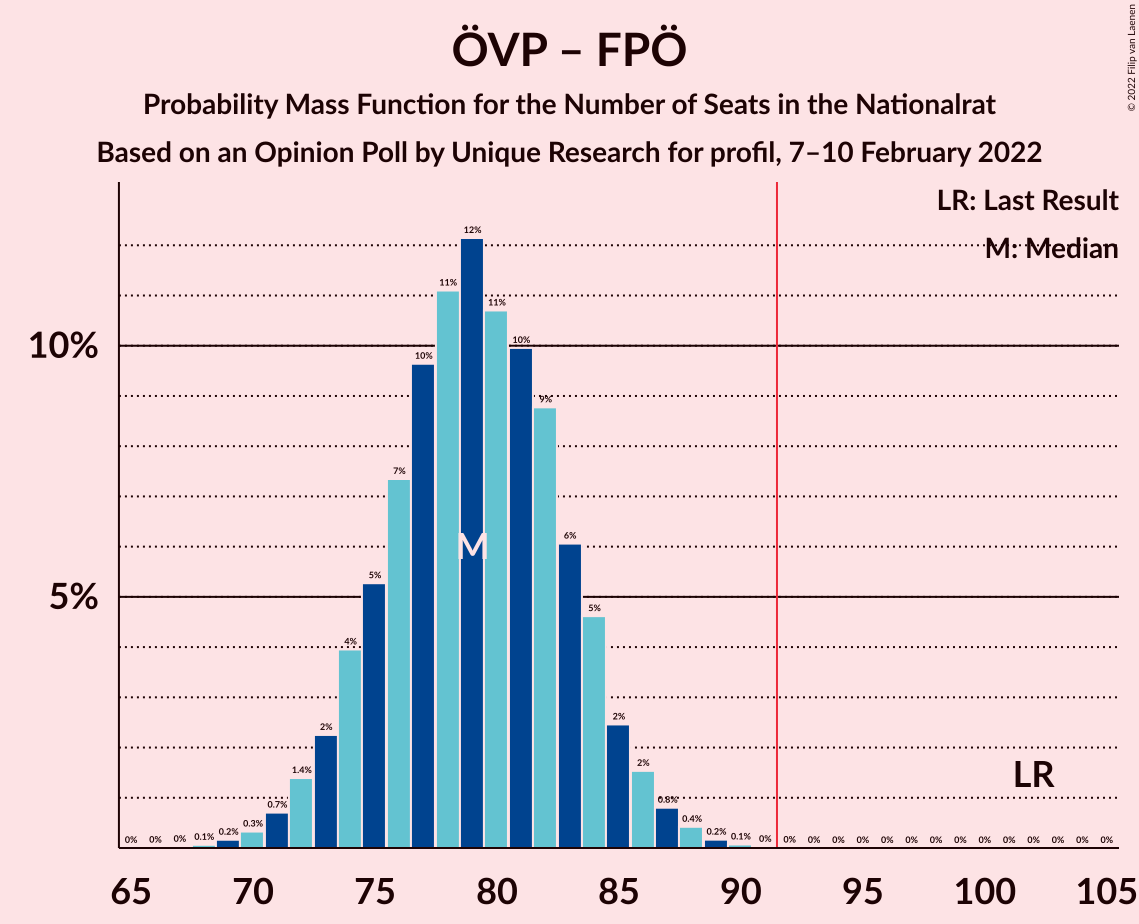 ÖVP – FPÖ
Probability Mass Function for the Number of Seats in the Nationalrat
Based on an Opinion Poll by Unique Research for profil, 7–10 February 2022
© 2022 Filip van Laenen
LR: Last Result
M: Median
10%
5%
0% 0% 0% 0.1% 0.2% 0.3% 0.7% 1.4% 2% 4% 5% 7% 10% 11% 12% 11% 10% 9% 6% 5% 2% 2% 0.8% 0.4% 0.2% 0.1% 0% 0% 0% 0% 0% 0% 0% 0% 0% 0% 0% 0% 0% 0% 0%
M
LR
65 70 75 80 85 90 95 100 105